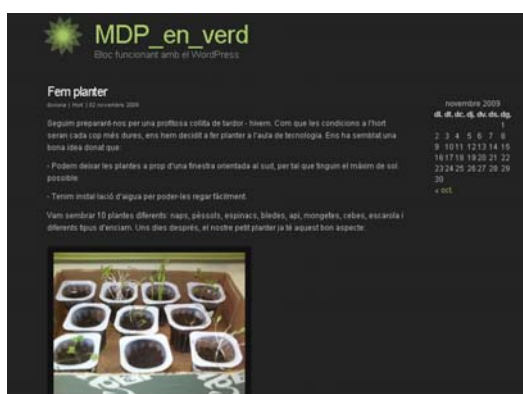 MDP_en_verd
Bloc funcionant amb el WordPress
Fem planter
| Hort | 02 novembre 2009
Seguim preparant-nos per una profitosa collita de tardor - hivern. Com que les condicions a l'hort
seran cada cop més dures, ens hem decidit a fer planter a l'aula de tecnologia. Ens ha semblat una
bona idea donat que:
- Podem deixar les plantes a prop d'una finestra orientada al sud, per tal que tinguin el màxim de sol
possible.
- Tenim instal·lació d'aigua per poder-les regar fàcilment.
Vam sembrar 10 plantes diferents: naps, pèssols, espinacs, bledes, api, mongetes, cebes, escarola i
diferents tipus d'enciam. Uns dies després, el nostre petit planter ja té aquest bon aspecte:
novembre 2009
dl. dt. dc. dj. dv. ds. dg.
1
2 3 4 5 6 7 8
9 10 11 12 13 14 15
16 17 18 19 20 21 22
23 24 25 26 27 28 29
30
« oct.